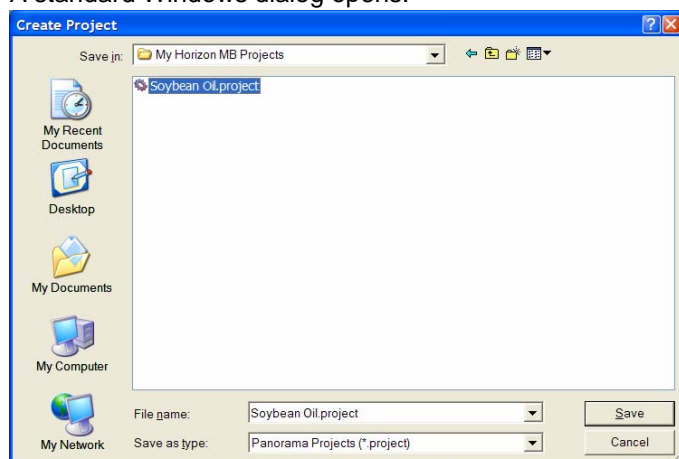 A standard Windows dialog opens.
Create Project
Save in: My Horizon MB Projects
Soybean Oil.project
My Recent
Documents
Desktop
My Documents
My Computer
My Network
File name: Soybean Oil.project
Save
Save as type: Panorama Projects (*.project)
Cancel